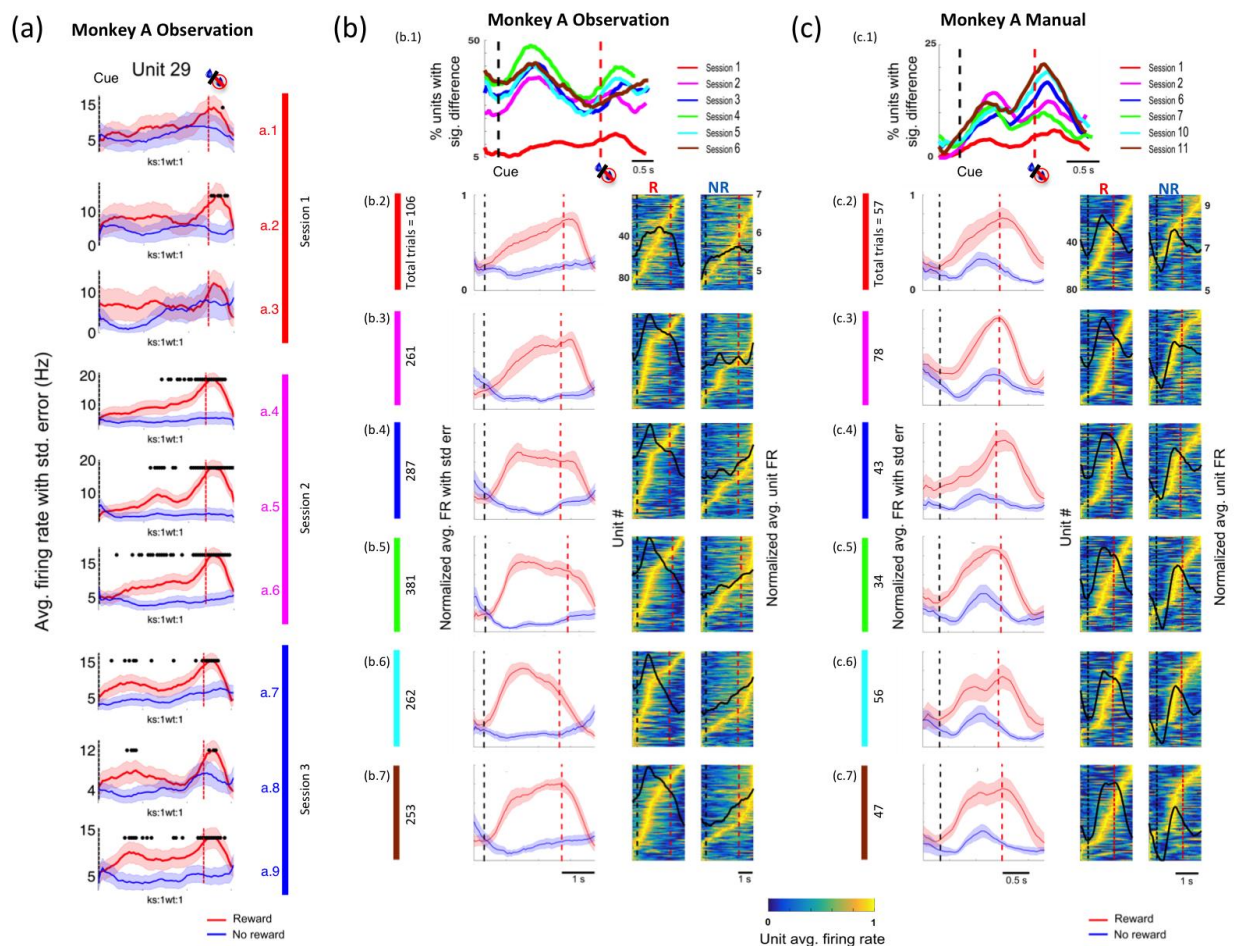 (a)
Monkey A Observation
Cue
Unit 29
15
5
ks:1wt:1
a.1
10
0
ks:1wt:1
a.2
10
0
ks:1wt:1
a.3
Session 1
20
10
ks:1wt:1
a.4
20
10
ks:1wt:1
a.5
15
5
ks:1wt:1
a.6
Session 2
15
5
ks:1wt:1
a.7
12
4
ks:1wt:1
a.8
15
5
ks:1wt:1
a.9
Session 3
Avg. firing rate with std. error (Hz)
Reward
No reward
(b)
Monkey A Observation
(b.1)
50
5
% units with
sig. difference
Cue
0.5 s
Session 1
Session 2
Session 3
Session 4
Session 5
Session 6
R
NR
(b.2)
Total trials = 106
1
0
40
80
7
6
5
(b.3)
261
(b.4)
287
(b.5)
381
(b.6)
262
(b.7)
253
Normalized avg. FR with std err
Unit #
Normalized avg. unit FR
1 s
1 s
(c)
Monkey A Manual
(c.1)
25
0
% units with
sig. difference
Cue
0.5 s
Session 1
Session 2
Session 6
Session 7
Session 10
Session 11
R
NR
(c.2)
Total trials = 57
1
0
40
80
9
7
5
(c.3)
78
(c.4)
43
(c.5)
34
(c.6)
56
(c.7)
47
Normalized avg. FR with std err
Unit #
Normalized avg. unit FR
0.5 s
1 s
0
1
Unit avg. firing rate
Reward
No reward